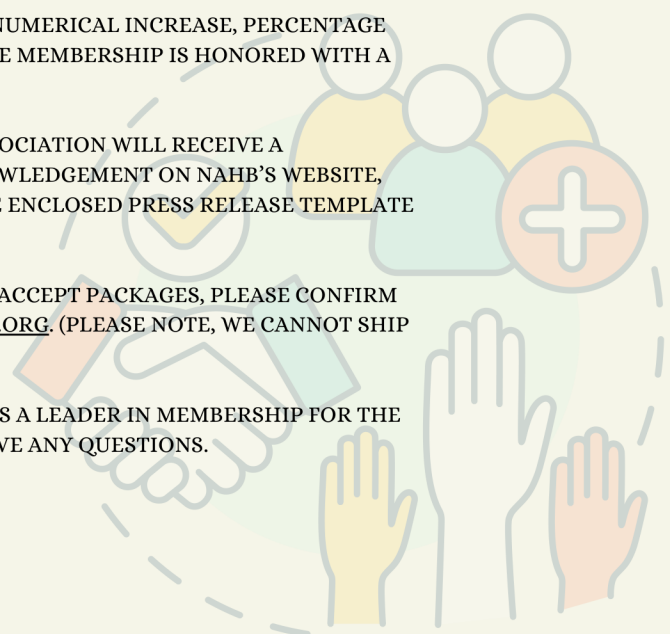 NUMERICAL INCREASE, PERCENTAGE
E MEMBERSHIP IS HONORED WITH A
OCIATION WILL RECEIVE A
WLEDGEMENT ON NAHB’S WEBSITE,
E ENCLOSED PRESS RELEASE TEMPLATE
ACCEPT PACKAGES, PLEASE CONFIRM
.ORG. (PLEASE NOTE, WE CANNOT SHIP
S A LEADER IN MEMBERSHIP FOR THE
VE ANY QUESTIONS.